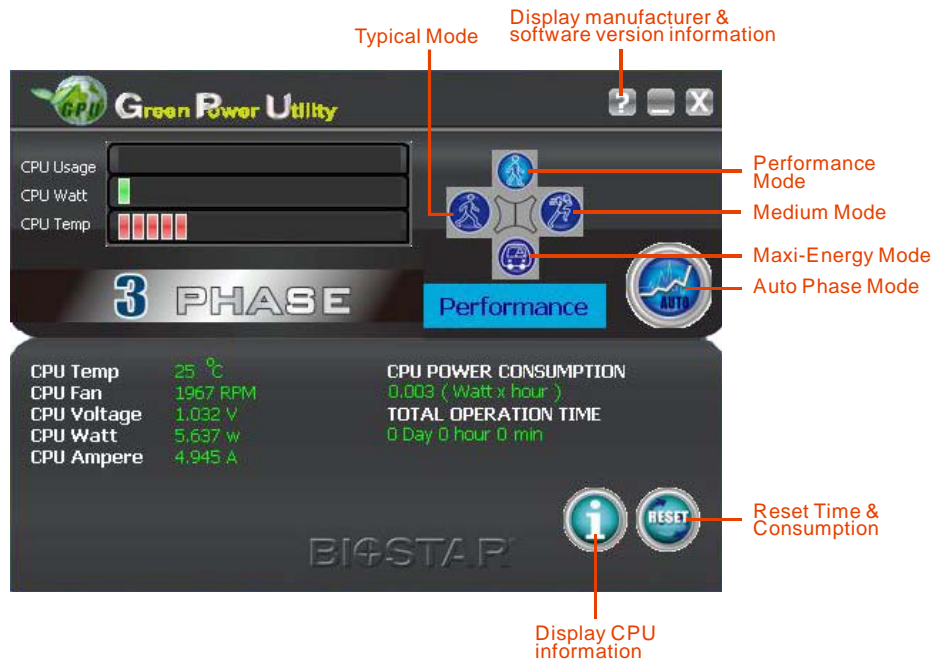 Display manufacturer &
software version information
Typical Mode
GPU
Green Power Utility
? _ X
CPU Usage
CPU Watt
CPU Temp
Performance
Mode
Medium Mode
Maxi-Energy Mode
Auto Phase Mode
AUTO
3 PHASE
Performance
CPU Temp 25 °C
CPU Fan 1967 RPM
CPU Voltage 1.032 V
CPU Watt 5.637 w
CPU Ampere 4.945 A
CPU POWER CONSUMPTION
0.003 ( Watt x hour )
TOTAL OPERATION TIME
0 Day 0 hour 0 min
i
RESET
Reset Time &
Consumption
BIOSTAR
Display CPU
information